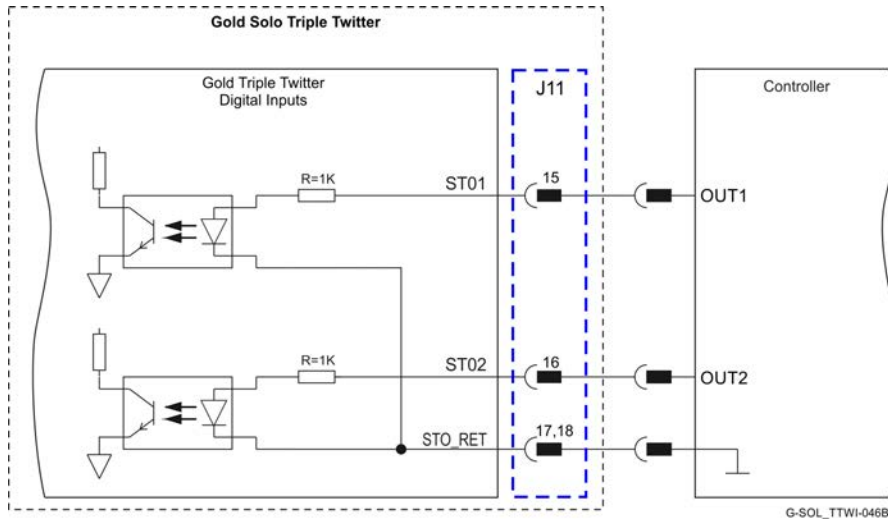 Gold Solo Triple Twitter
Gold Triple Twitter
Digital Inputs
J11
Controller
R=1K
ST01
15
OUT1
R=1K
ST02
16
OUT2
STO_RET
17,18
G-SOL_TTWI-046B